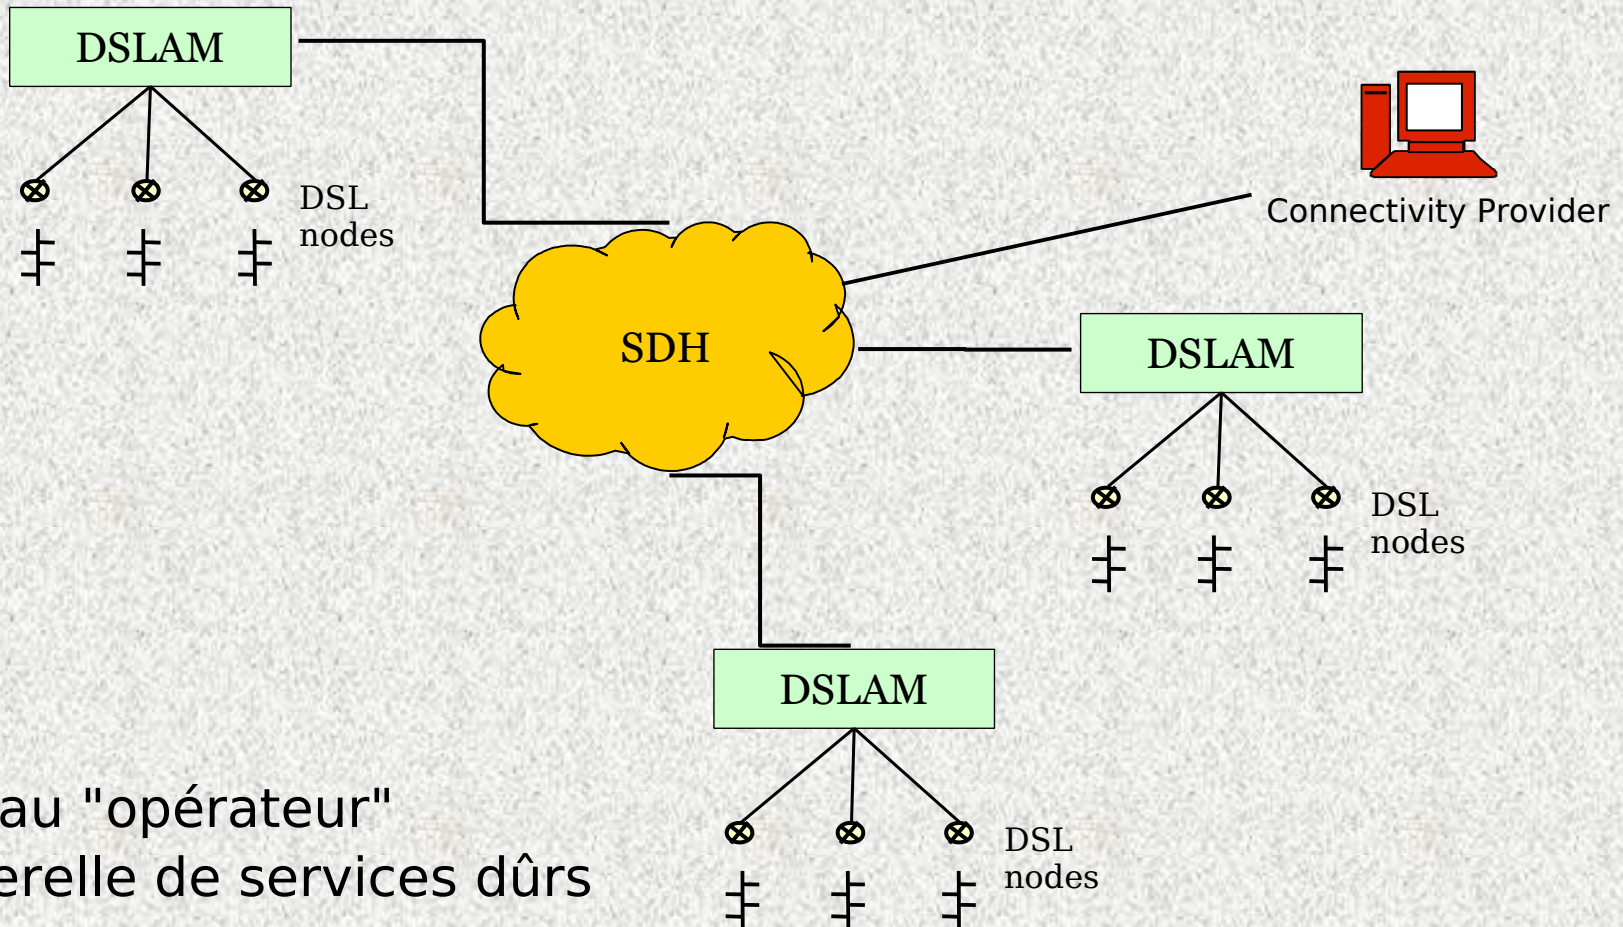 DSLAM
DSL
nodes
Connectivity Provider
SDH
DSLAM
DSL
nodes
DSLAM
DSL
nodes
au "opérateur"
erelle de services dûrs